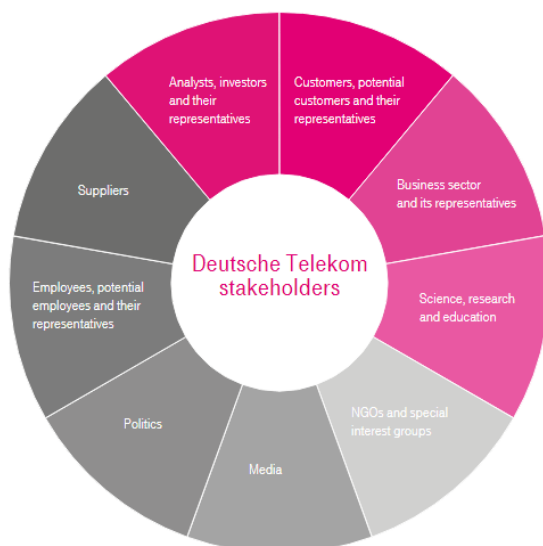 Deutsche Telekom
stakeholders
Customers, potential
customers and their
representatives
Business sector
and its representatives
Science, research
and education
NGOs and special
interest groups
Media
Politics
Employees, potential
employees and their
representatives
Suppliers
Analysts, investors
and their
representatives